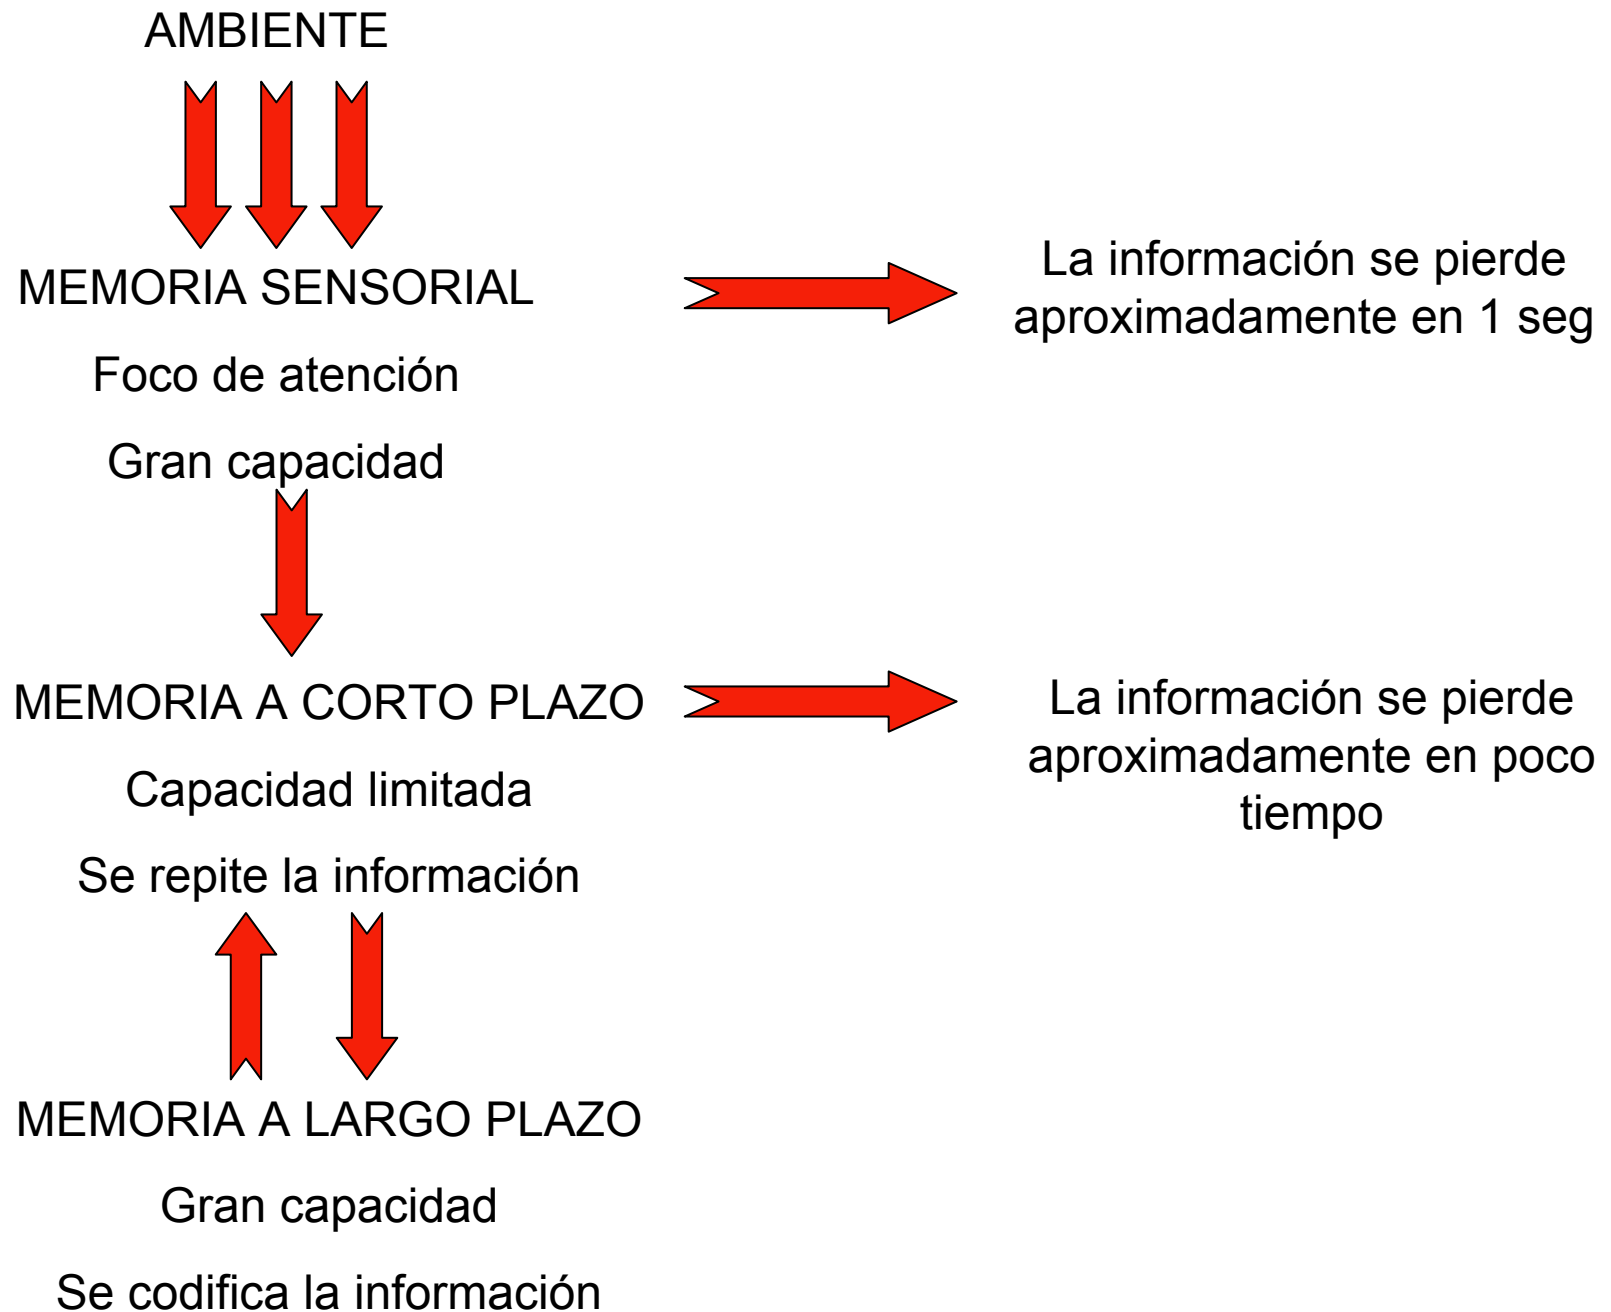 AMBIENTE
MEMORIA SENSORIAL
La información se pierde
aproximadamente en 1 seg
Foco de atención
Gran capacidad
MEMORIA A CORTO PLAZO
La información se pierde
aproximadamente en poco
tiempo
Capacidad limitada
Se repite la información
MEMORIA A LARGO PLAZO
Gran capacidad
Se codifica la información